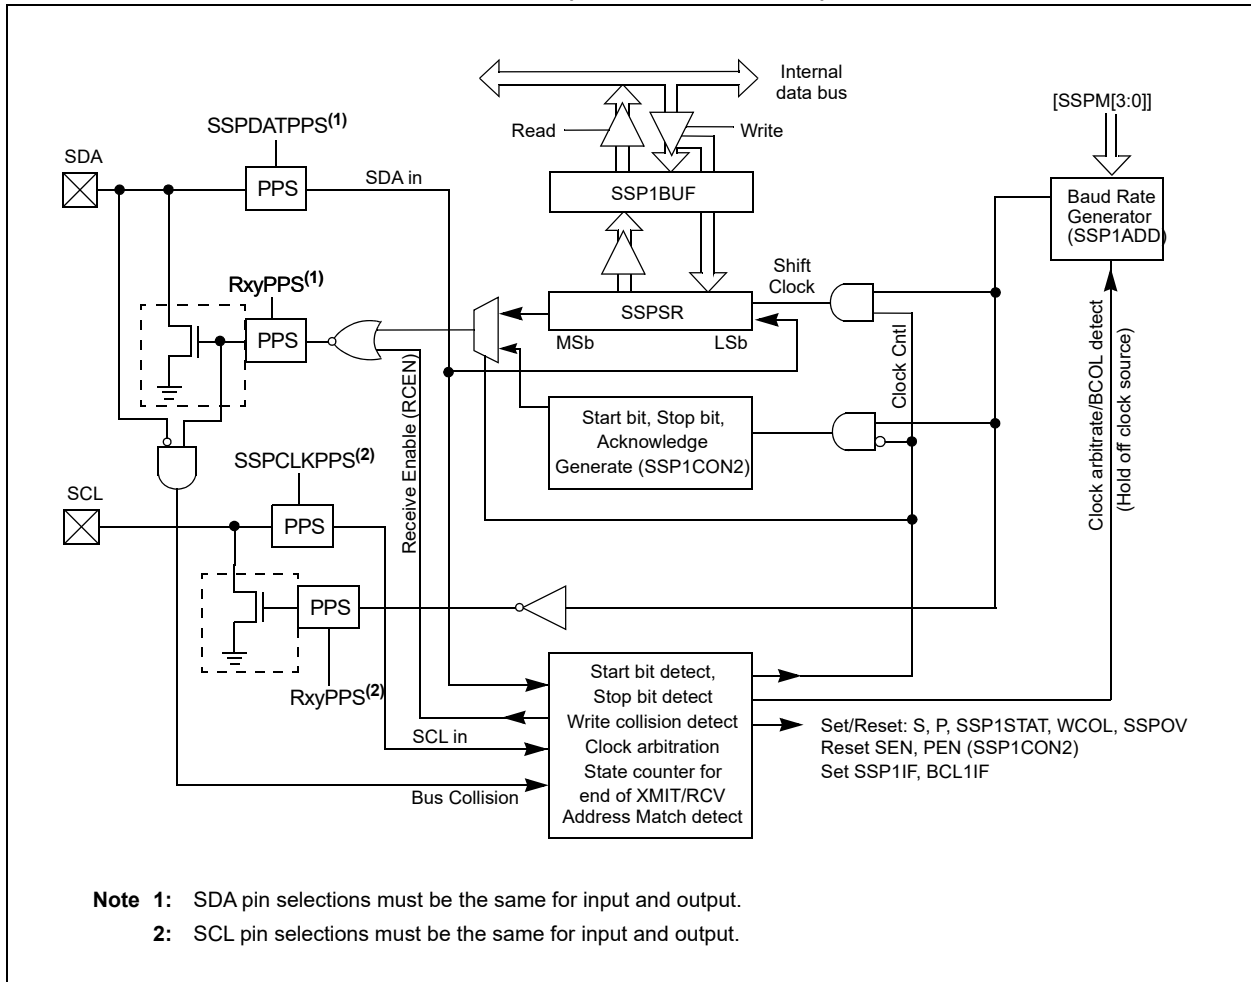 Internal
data bus
[SSPM[3:0]]
SSPDATPPS(1)
Read
Write
SDA
SDA in
PPS
SSP1BUF
Baud Rate
Generator
(SSP1ADD)
RxyPPS(1)
Shift
Clock
PPS
SSPSR
MSb
LSb
Clock Cntl
Clock arbitrate/BCOL detect
(Hold off clock source)
Receive Enable (RCEN)
Start bit, Stop bit,
Acknowledge
Generate (SSP1CON2)
SSPCLKPPS(2)
SCL
PPS
PPS
RxyPPS(2)
SCL in
Bus Collision
Start bit detect,
Stop bit detect
Write collision detect
Clock arbitration
State counter for
end of XMIT/RCV
Address Match detect
Set/Reset: S, P, SSP1STAT, WCOL, SSPOV
Reset SEN, PEN (SSP1CON2)
Set SSP1IF, BCL1IF
Note 1: SDA pin selections must be the same for input and output.
2: SCL pin selections must be the same for input and output.